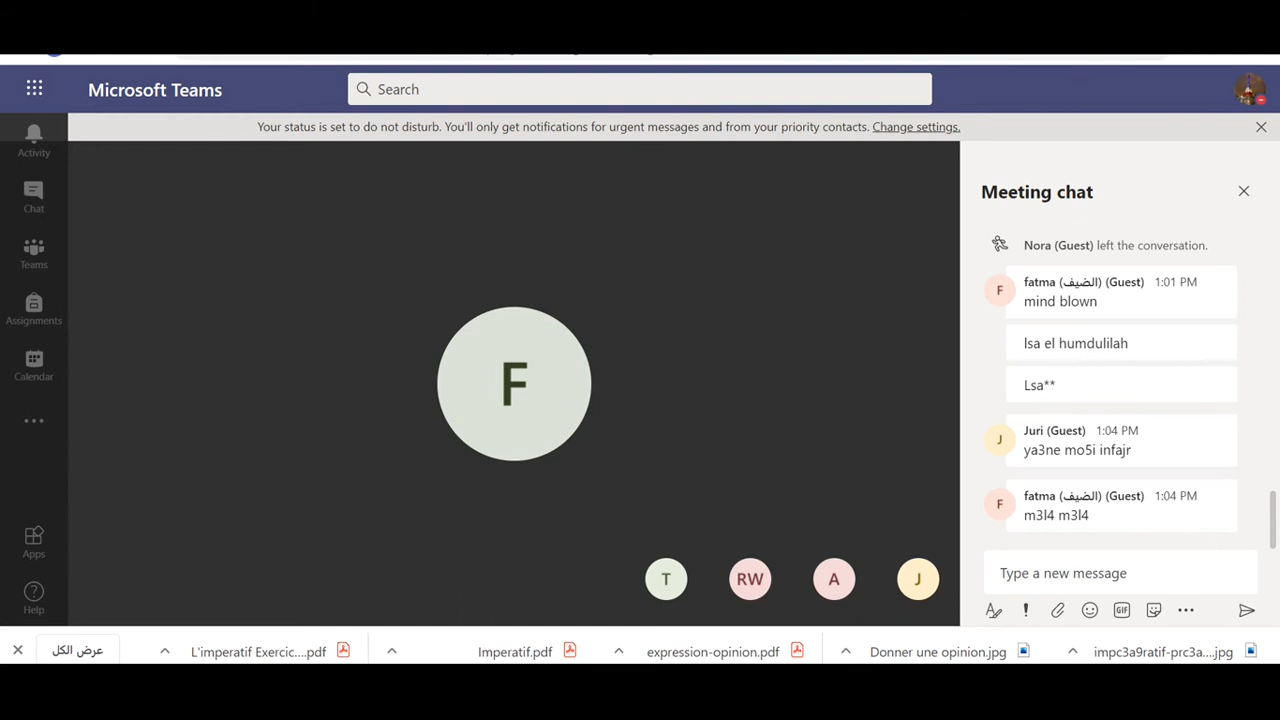 Microsoft Teams
Search
Your status is set to do not disturb. You'll only get notifications for urgent messages and from your priority contacts. Change settings.
Activity
Chat
Teams
Assignments
Calendar
Apps
Help
F
T
RW
A
J
Meeting chat
Nora (Guest) left the conversation.
F
fatma (الضيف) (Guest) 1:01 PM
mind blown
lsa el humdulilah
Lsa**
J
Juri (Guest) 1:04 PM
ya3ne mo5i infajr
F
fatma (الضيف) (Guest) 1:04 PM
m3l4 m3l4
Type a new message
GIF
عرض الكل
L'imperatif Exercic....pdf
Imperatif.pdf
expression-opinion.pdf
Donner une opinion.jpg
impc3a9ratif-prc3a....jpg